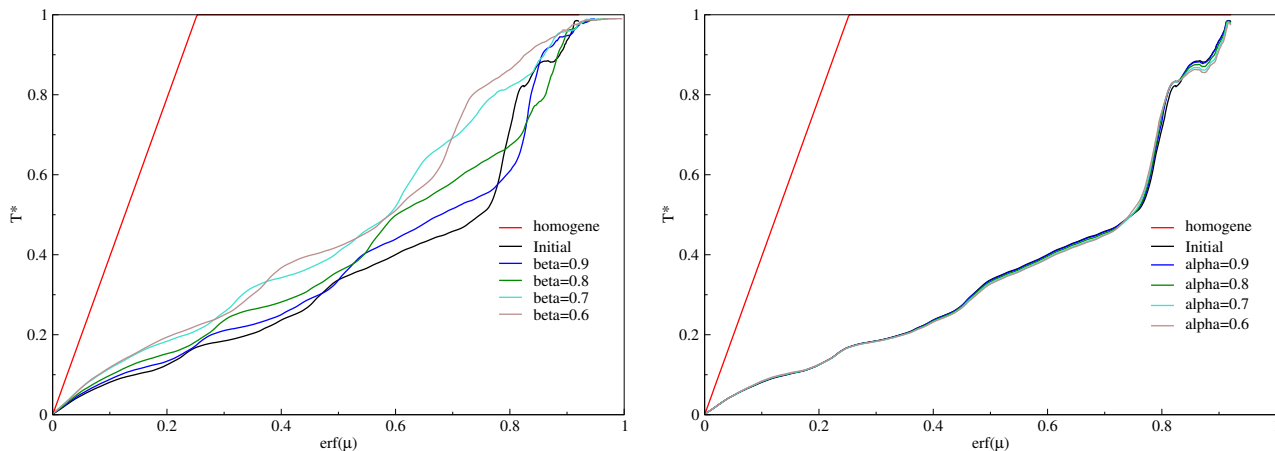 1
0.8
0.6
0.4
0.2
0
T*
0 0.2 0.4 0.6 0.8 1
erf(μ)
homogene
Initial
beta=0.9
beta=0.8
beta=0.7
beta=0.6
1
0.8
0.6
0.4
0.2
0
T*
0 0.2 0.4 0.6 0.8
erf(μ)
homogene
Initial
alpha=0.9
alpha=0.8
alpha=0.7
alpha=0.6